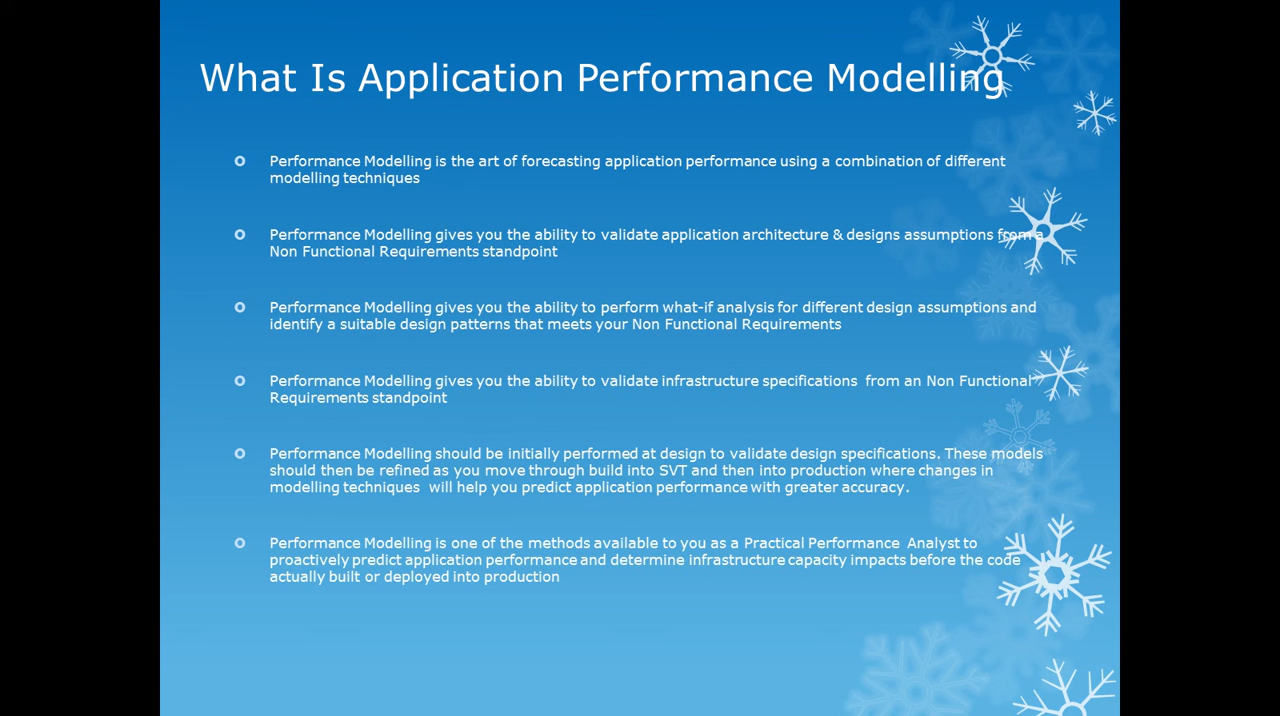 What Is Application Performance Modelling
Performance Modelling is the art of forecasting application performance using a combination of different
modelling techniques
Performance Modelling gives you the ability to validate application architecture & designs assumptions from a
Non Functional Requirements standpoint
Performance Modelling gives you the ability to perform what-if analysis for different design assumptions and
identify a suitable design patterns that meets your Non Functional Requirements
Performance Modelling gives you the ability to validate infrastructure specifications from an Non Functional
Requirements standpoint
Performance Modelling should be initially performed at design to validate design specifications. These models
should then be refined as you move through build into SVT and then into production where changes in
modelling techniques will help you predict application performance with greater accuracy.
Performance Modelling is one of the methods available to you as a Practical Performance Analyst to
proactively predict application performance and determine infrastructure capacity impacts before the code
actually built or deployed into production